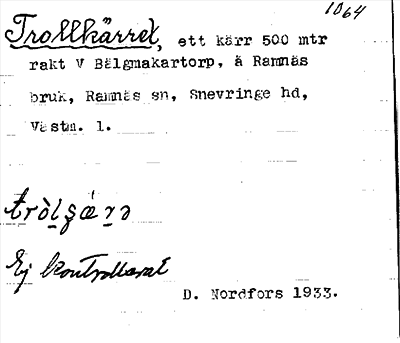 1064
Trollkärret, ett kärr 500 mtr
rakt V Bälgmakartorp, å Ramnäs
bruk, Ramnäs sn, Snevringe hd,
Västm. l.
Ej kontrollerat
D. Nordfors 1933.